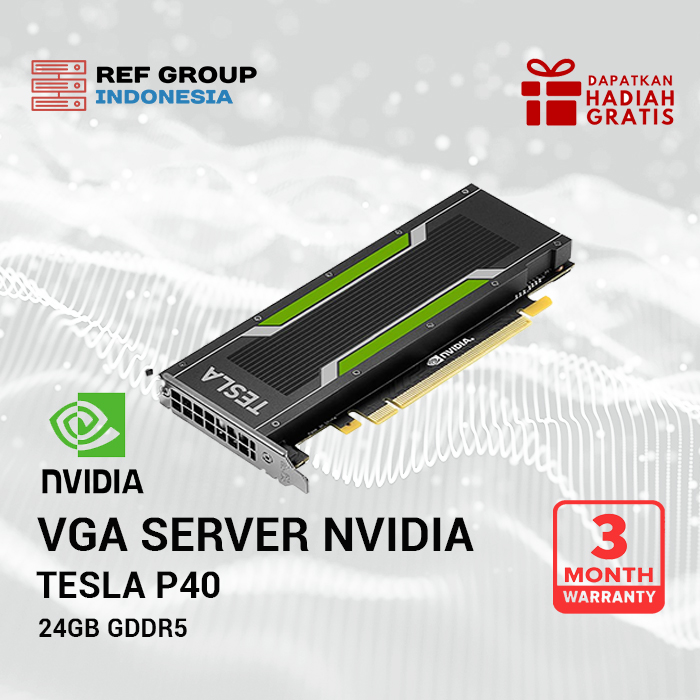 REF GROUP
INDONESIA
DAPATKAN
HADIAH
GRATIS
TESLA
NVIDIA.
NVIDIA
VGA SERVER NVIDIA
TESLA P40
24GB GDDR5
3
MONTH
WARRANTY